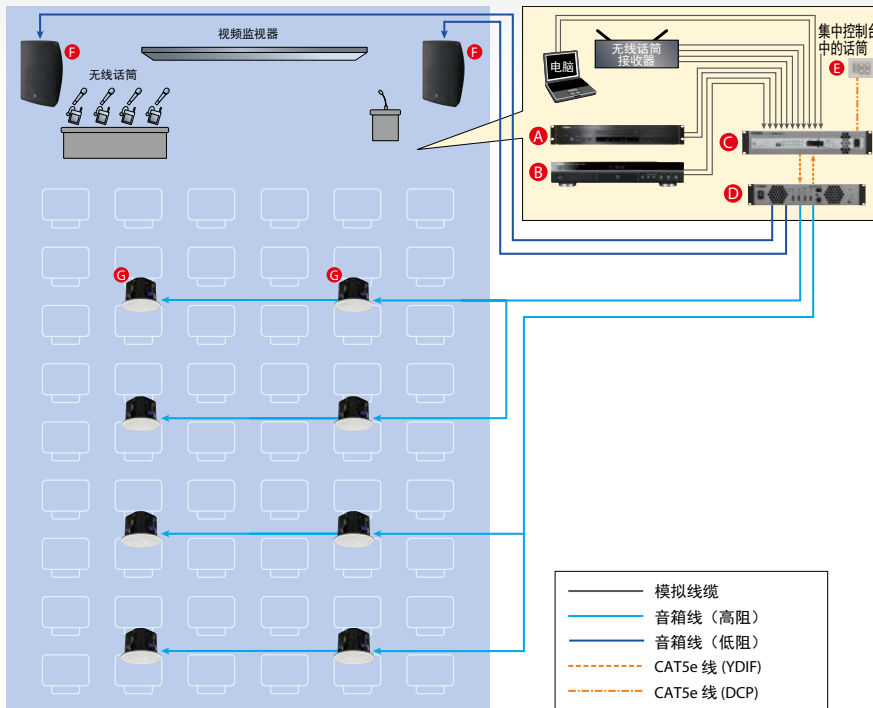 视频监视器
F
F
无线话筒
电脑
无线话筒
接收器
集中控制台
中的话筒
E
A
B
C
D
G
G
模拟线缆
音箱线（高阻）
音箱线（低阻）
CAT5e 线 (YDIF)
CAT5e 线 (DCP)